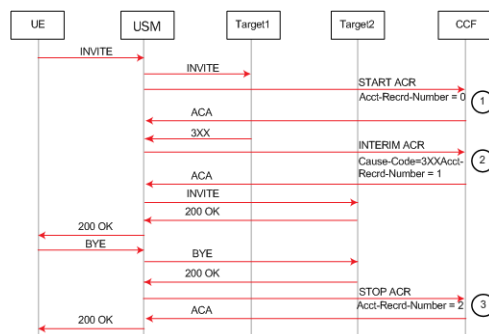 UE USM Target1 Target2 CCF
INVITE
INVITE
START ACR
Acct-Recrd-Number = 0
1
ACA
3XX
INTERIM ACR
2
Cause-Code=3XXAcct-
Recrd-Number = 1
ACA
INVITE
200 OK
200 OK
BYE
BYE
200 OK
STOP ACR
Acct-Recrd-Number = 2
3
ACA
200 OK